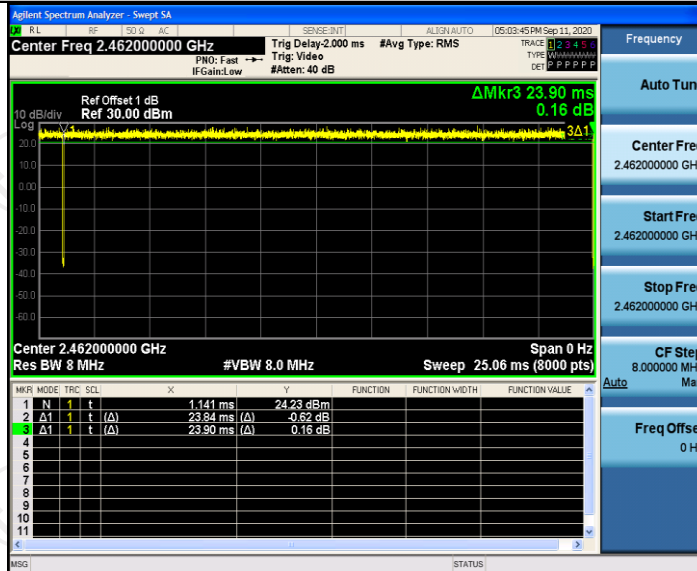 Agilent Spectrum Analyzer - Swept SA
RL RF 50 Ω AC SENSE:INT ALIGN AUTO 05:03:45 PM Sep 11, 2020
Center Freq 2.462000000 GHz
PNO: Fast
IFGain:Low
Trig Delay-2.000 ms
Trig: Video
#Atten: 40 dB
#Avg Type: RMS
TRACE 1 2 3 4 5 6
TYPE
DET P P P P P P
ΔMkr3 23.90 ms
0.16 dB
Ref Offset 1 dB
10 dB/div Ref 30.00 dBm
Log
1
3Δ1
20.0
10.0
0.00
-10.0
-20.0
-30.0
-40.0
-50.0
-60.0
Center 2.462000000 GHz Span 0 Hz
Res BW 8 MHz #VBW 8.0 MHz Sweep 25.06 ms (8000 pts)
MKR MODE TRC SCL X Y FUNCTION FUNCTION WIDTH FUNCTION VALUE
1 N 1 t 1.141 ms 24.23 dBm
2 Δ1 1 t (Δ) 23.84 ms (Δ) -0.62 dB
3 Δ1 1 t (Δ) 23.90 ms (Δ) 0.16 dB
4
5
6
7
8
9
10
11
MSG STATUS
Frequency
Auto Tun
Center Fre
2.462000000 GH
Start Fre
2.462000000 GH
Stop Fre
2.462000000 GH
CF Ste
8.000000 MH
Auto Ma
Freq Offse
0 H